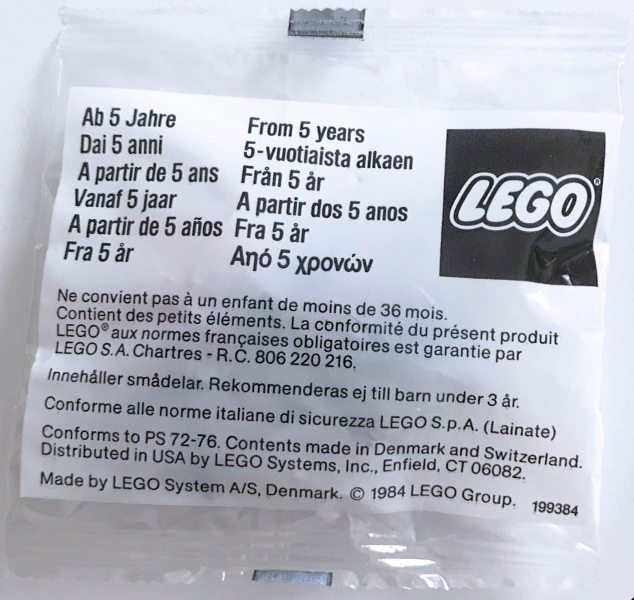 Ab 5 Jahre
Dai 5 anni
A partir de 5 ans
Vanaf 5 jaar
A partir de 5 años
Fra 5 år
From 5 years
5-vuotiaista alkaen
Från 5 år
A partir dos 5 anos
Fra 5 år
Aηό 5 χρονών
LEGO®
Ne convient pas à un enfant de moins de 36 mois.
Contient des petits éléments. La conformité du présent produit
LEGO® aux normes françaises obligatoires est garantie par
LEGO S.A. Chartres - R.C. 806 220 216.
Innehåller smådelar. Rekommenderas ej till barn under 3 år.
Conforme alle norme italiane di sicurezza LEGO S.p.A. (Lainate)
Conforms to PS 72-76. Contents made in Denmark and Switzerland.
Distributed in USA by LEGO Systems, Inc., Enfield, CT 06082.
Made by LEGO System A/S, Denmark. © 1984 LEGO Group. 199384